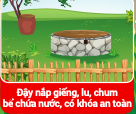 Đậy nắp giếng, lu, chum
bể chứa nước, có khóa an toàn